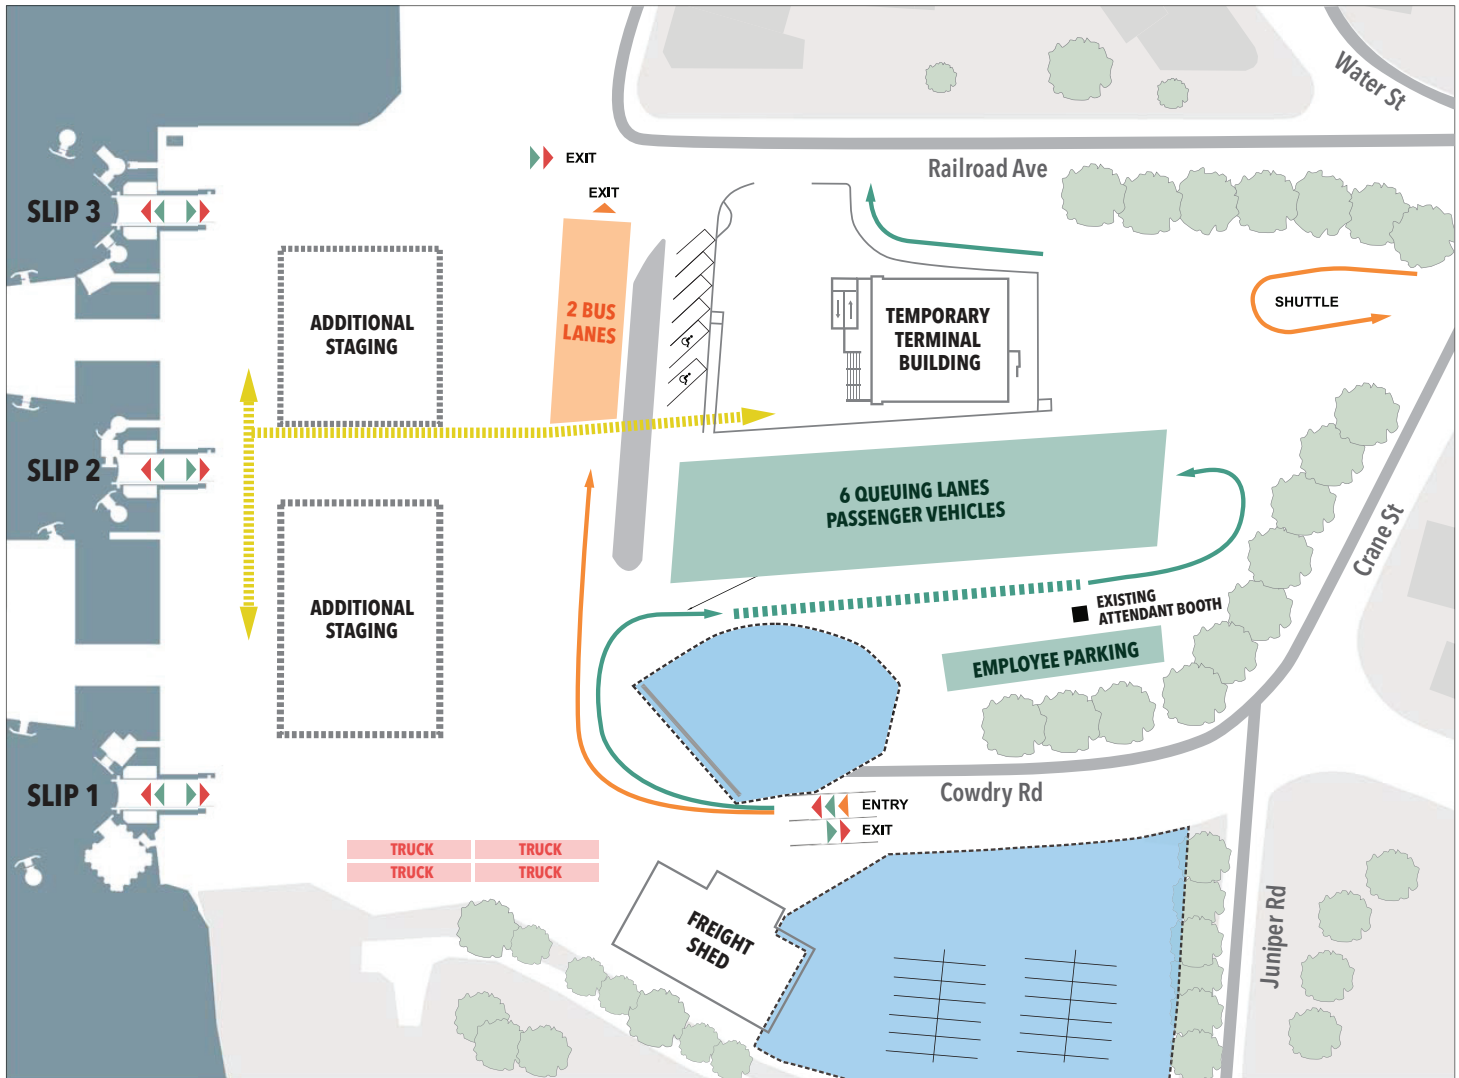 Water St
EXIT
Railroad Ave
EXIT
SLIP 3
SHUTTLE
2 BUS
LANES
ADDITIONAL
STAGING
TEMPORARY
TERMINAL
BUILDING
SLIP 2
6 QUEUING LANES
PASSENGER VEHICLES
Crane St
ADDITIONAL
STAGING
EXISTING
ATTENDANT BOOTH
EMPLOYEE PARKING
SLIP 1
Cowdry Rd
ENTRY
EXIT
TRUCK
TRUCK
TRUCK
TRUCK
FREIGHT
SHED
Juniper Rd